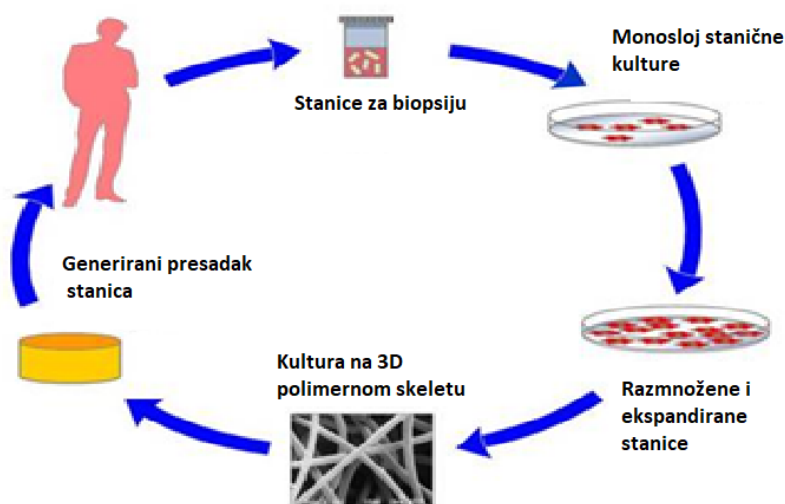 Stanice za biopsiju
Monosloj stanične
kulture
Razmnožene i
ekspandirane
stanice
Kultura na 3D
polimernom skeletu
Generirani presadak
stanica